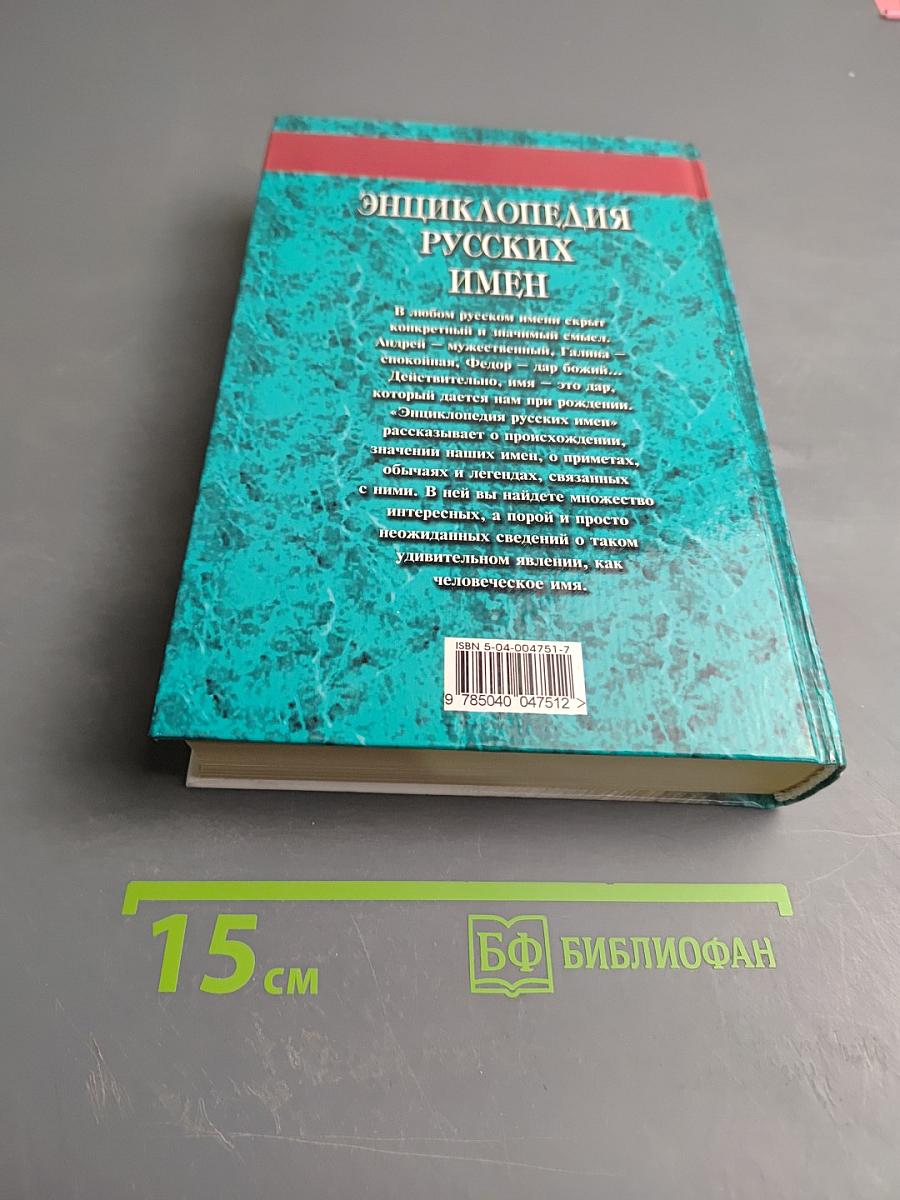 ЭНЦИКЛОПЕДИЯ
РУССКИХ
ИМЕН
В любом русском имени скрыт
конкретный и значимый смысл.
Андрей – мужественный, Галина –
спокойная, Федор – дар божий...
Действительно, имя – это дар,
который дается нам при рождении.
«Энциклопедия русских имен»
рассказывает о происхождении,
значении наших имен, о приметах,
обычаях и легендах, связанных
с ними. В ней вы найдете множество
интересных, а порой и просто
неожиданных сведений о таком
удивительном явлении, как
человеческое имя.
ISBN 5-04-004751-7
9 785040 047512 >
15 см
БФ БИБЛИОФАН